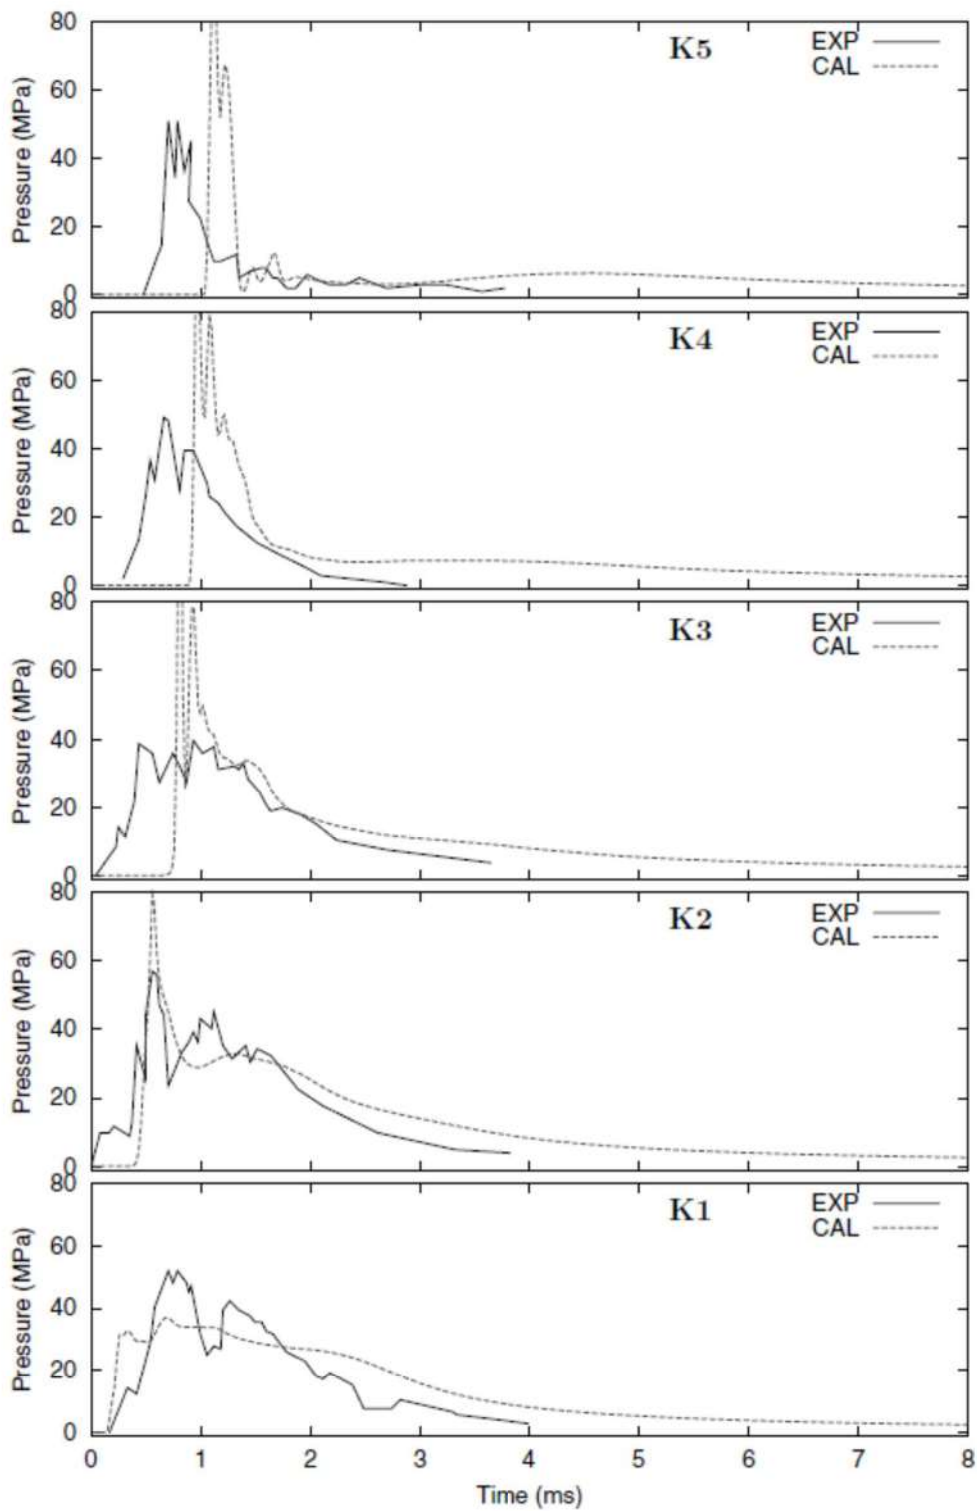 80
K5
EXP
CAL
60
Pressure (MPa)
40
20
0
80
K4
EXP
CAL
60
Pressure (MPa)
40
20
0
80
K3
EXP
CAL
60
Pressure (MPa)
40
20
0
80
K2
EXP
CAL
60
Pressure (MPa)
40
20
0
80
K1
EXP
CAL
60
Pressure (MPa)
40
20
0
0 1 2 3 4 5 6 7 8
Time (ms)